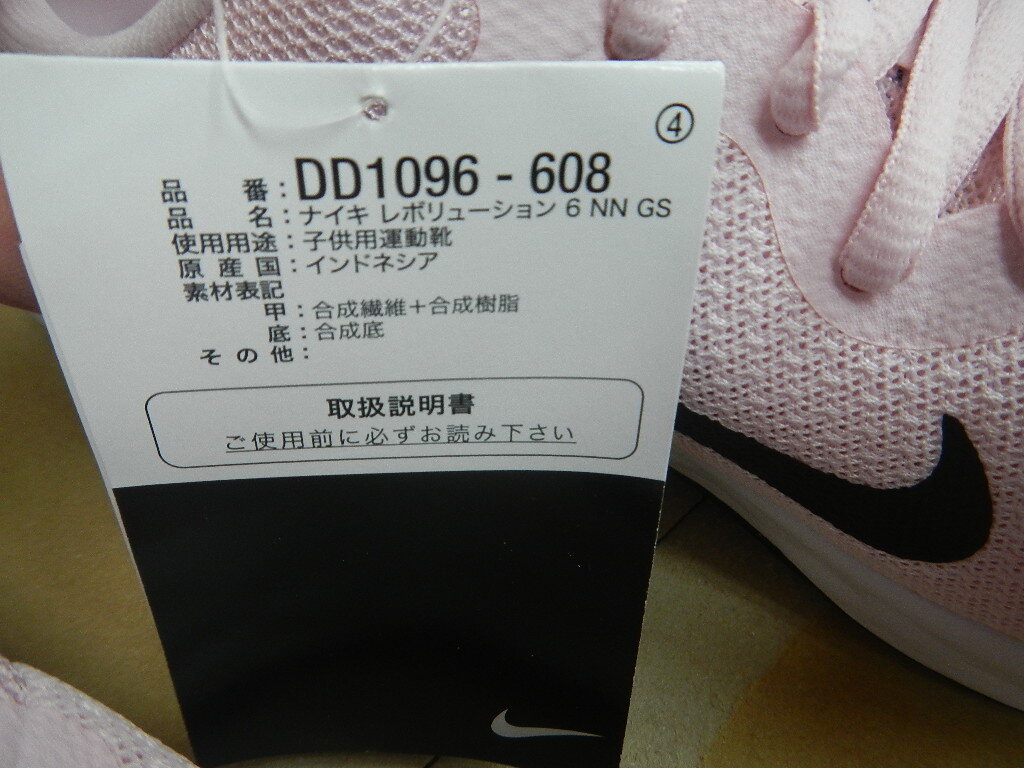 ④
品番：DD1096 - 608
品名：ナイキ レボリューション 6 NN GS
使用用途：子供用運動靴
原産国：インドネシア
素材表記
甲：合成繊維＋合成樹脂
底：合成底
その他：
取扱説明書
ご使用前に必ずお読み下さい